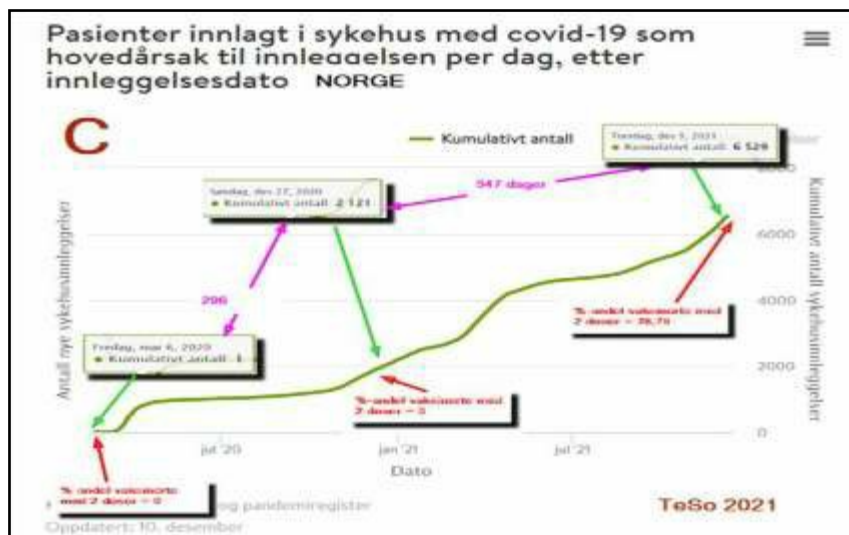 Pasienter innlagt i sykehus med covid-19 som
hovedårsak til innleggelsen per dag, etter
innleggelsesdato NORGE
C
Kumulativt antall
Tirsdag, des 5, 2021
Kumulativt antall 6 529
8000
Søndag, des 27, 2020
Kumulativt antall 2 121
547 dager
6000
296
% andel vaksinerte med
2 doser =
4000
Fredag, mar 6, 2020
Kumulativt antall 1
2000
%-andel vaksinerte med
2 doser = 0
0
jul '20
jan '21
jul '21
Dato
% andel vaksinerte
med 2 doser = 0
og pandemiregister
Oppdatert: 10. desember
TeSo 2021
Antall nye sykehusinnleggelser
Kumulativt antall sykehusinnleggelser